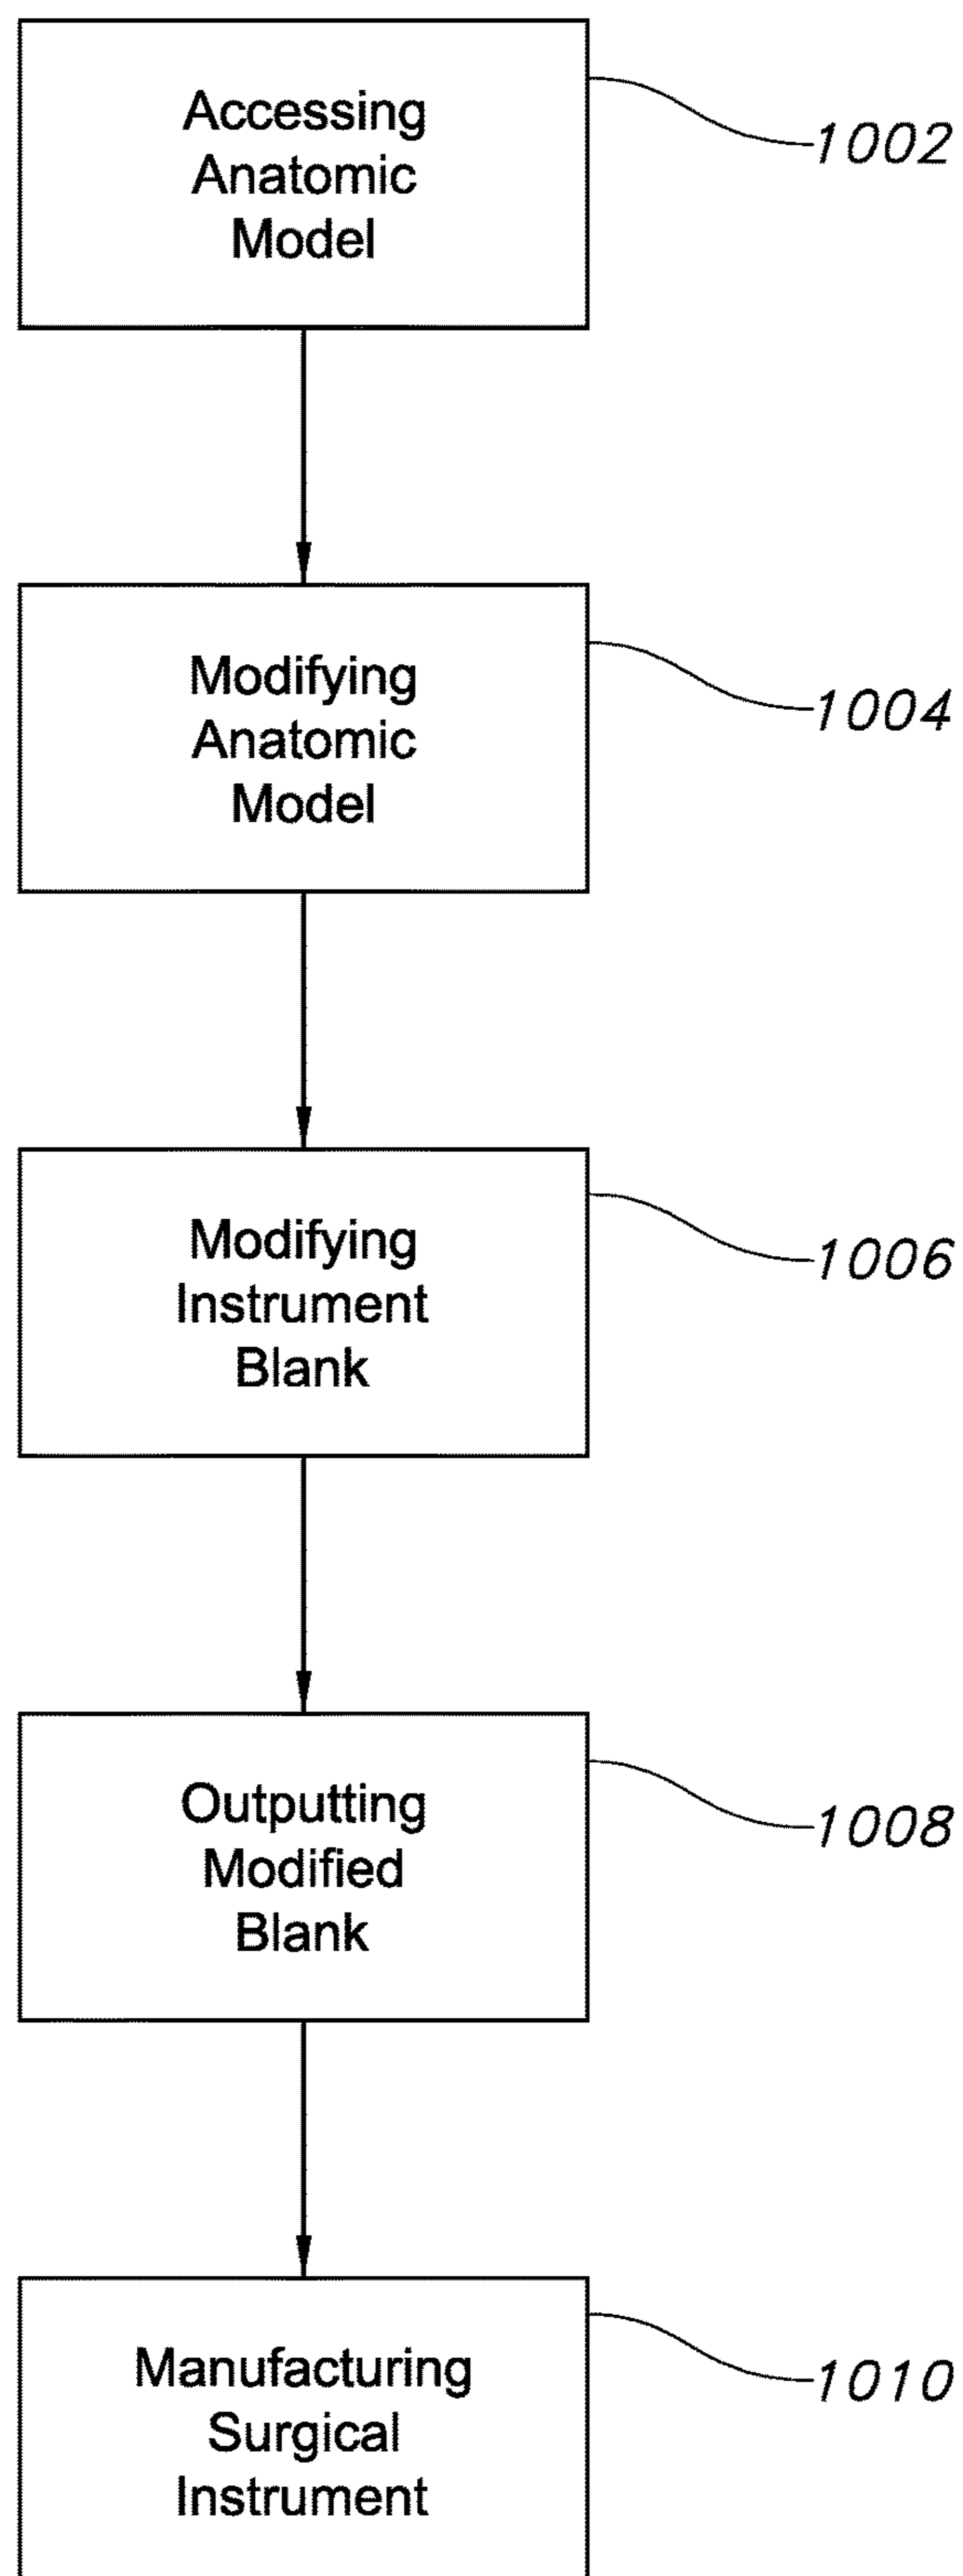 Accessing
Anatomic
Model
1002
Modifying
Anatomic
Model
1004
Modifying
Instrument
Blank
1006
Outputting
Modified
Blank
1008
Manufacturing
Surgical
Instrument
1010